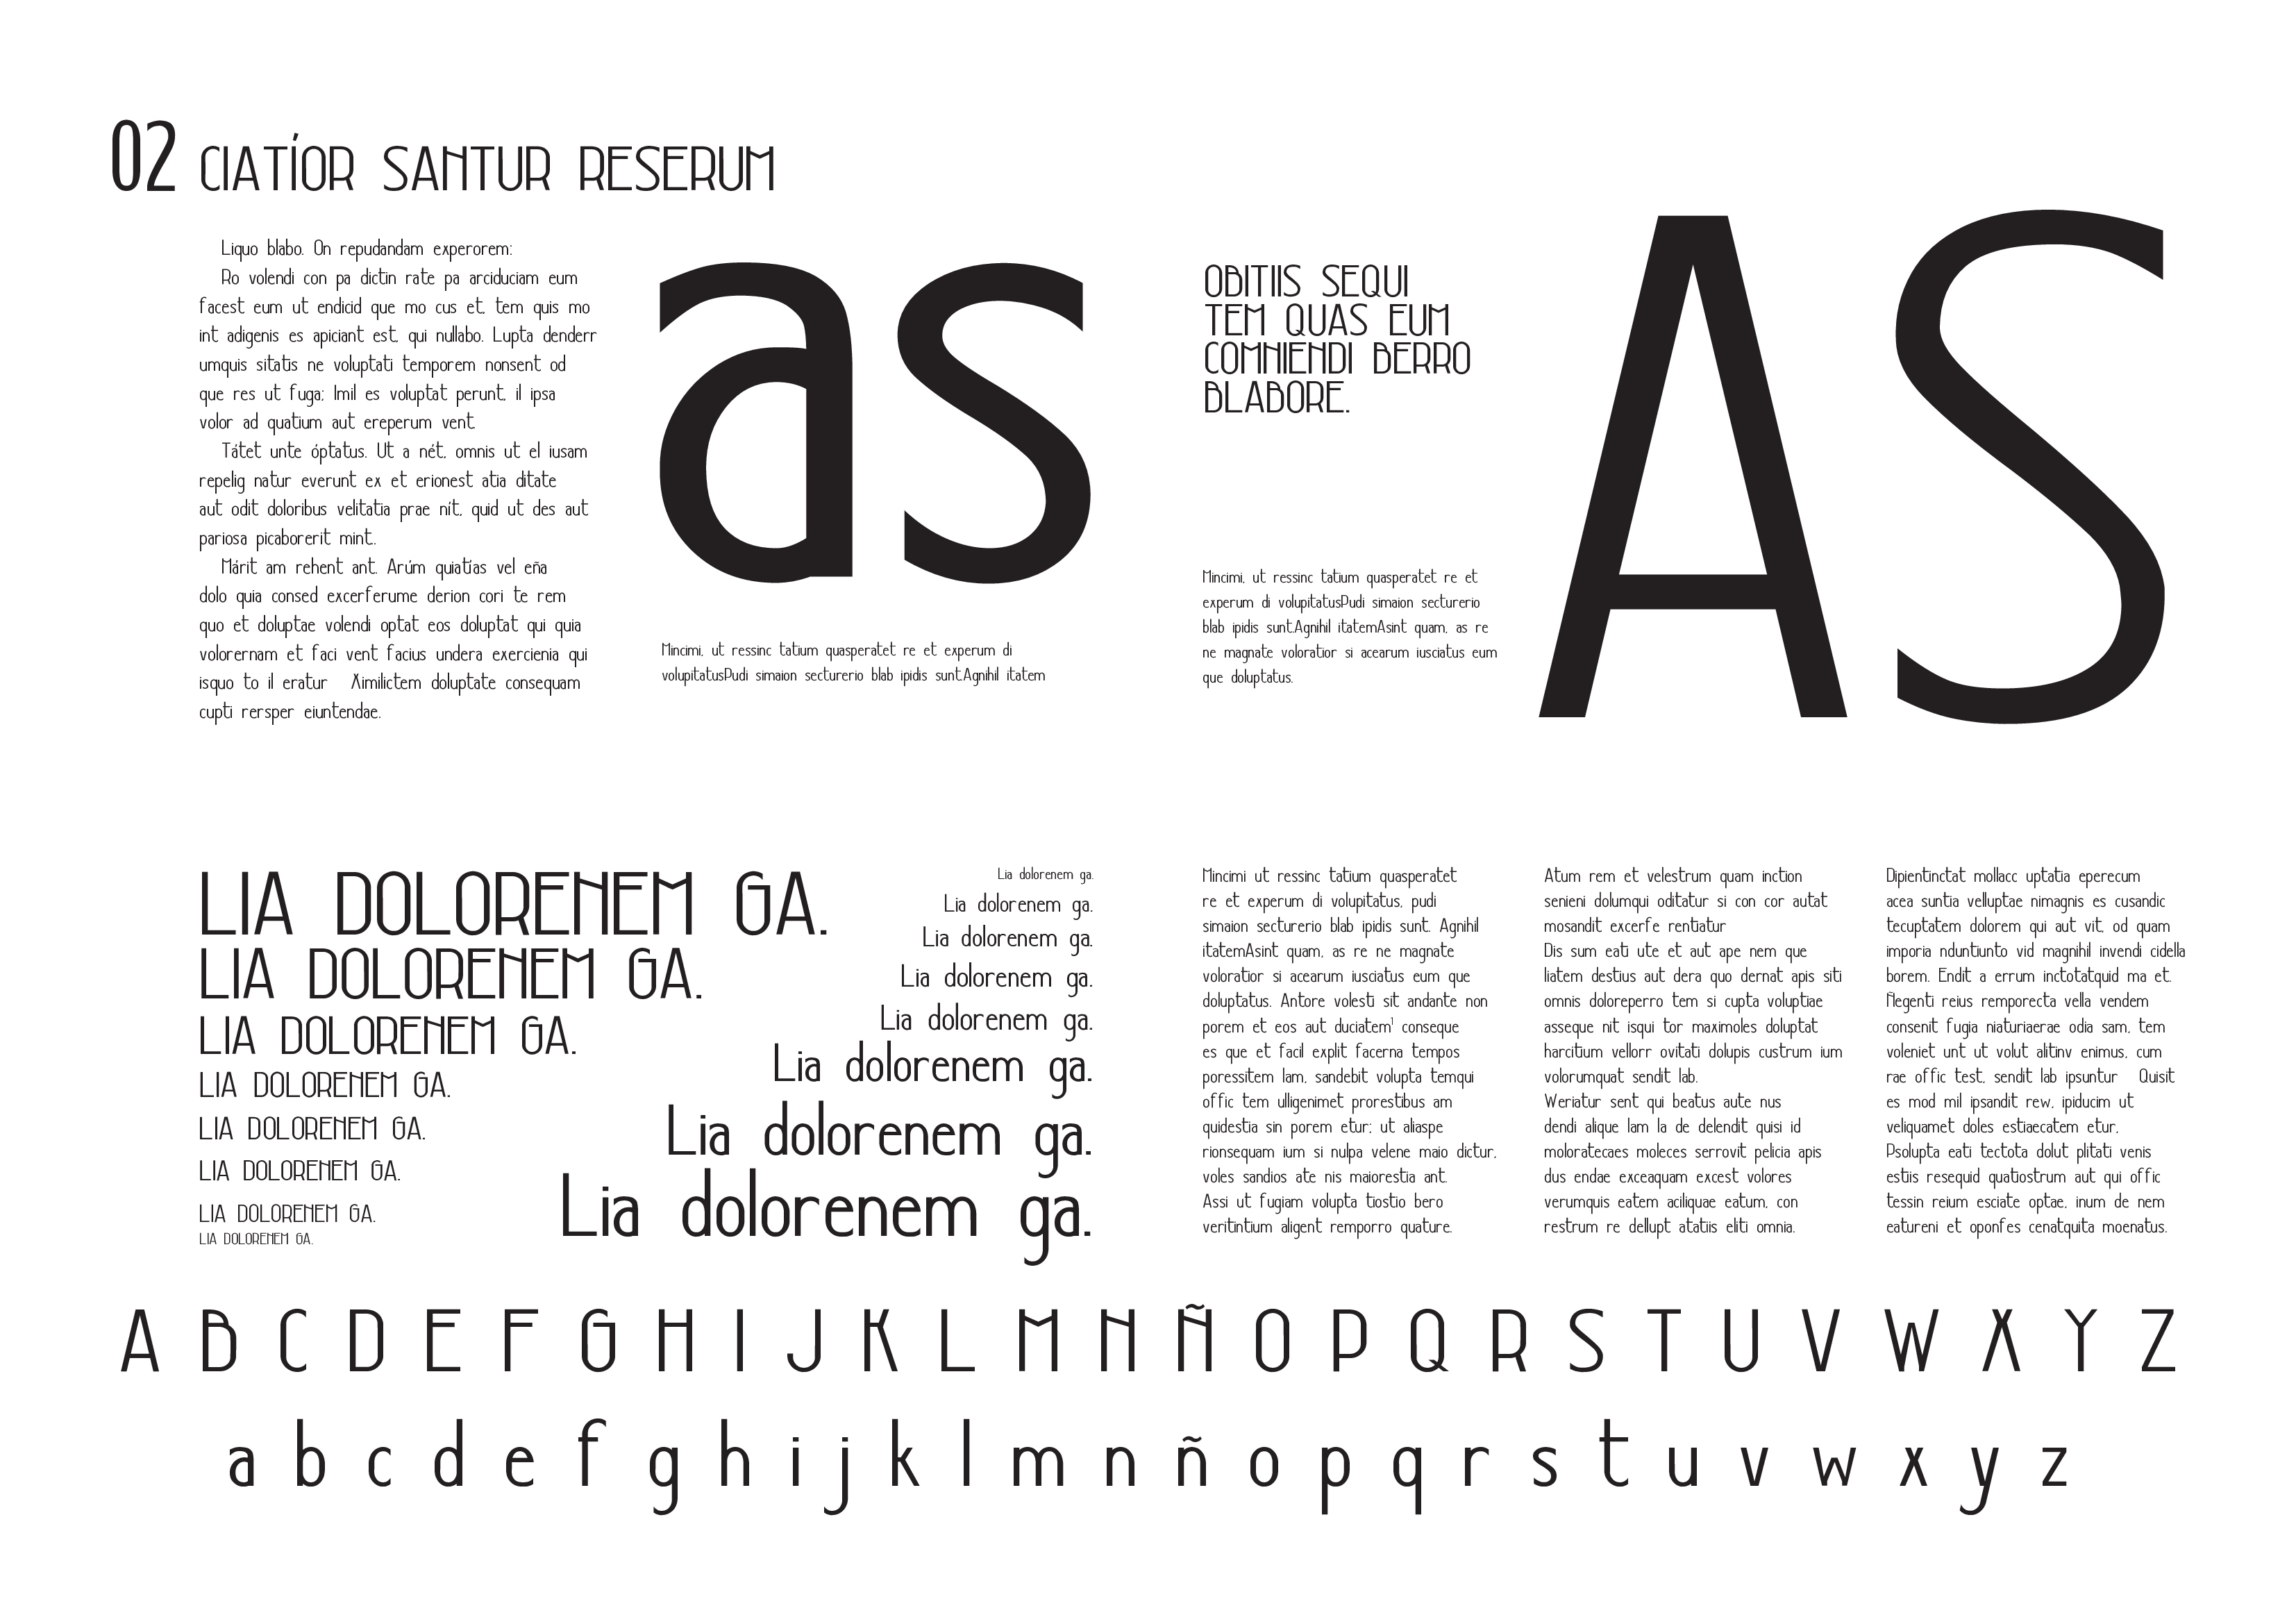 02 CIATÍOR SANTUR RESERUM
Liquo blabo. On repudandam experorem:
Ro volendi con pa dictin rate pa arciduciam eum
facest eum ut endicid que mo cus et, tem quis mo
int adigenis es apiciant est, qui nullabo. Lupta denderr
umquis sitatis ne voluptati temporem nonsent od
que res ut fuga; Imil es voluptat perunt, il ipsa
volor ad quatium aut ereperum vent
Tátet unte óptatus. Ut a nét, omnis ut el iusam
repelig natur everunt ex et erionest atia ditate
aut odit doloribus velitatia prae nít, quid ut des aut
pariosa picaborerit mint.
Márit am rehent ant. Arúm quiatías vel eña
dolo quia consed excerferume derion cori te rem
quo et doluptae volendi optat eos doluptat qui quia
volorernam et faci vent facius undera exercienia qui
isquo to il eratur Ximilictem doluptate consequam
cupti rersper eiuntendae.
as
Mincimi, ut ressinc tatium quasperatet re et experum di
volupitatusPudi simaion secturerio blab ipidis sunt.Agnihil itatem
OBITIIS SEQUI
TEM QUAS EUM
COMNIENDI BERRO
BLABORE.
Mincimi, ut ressinc tatium quasperatet re et
experum di volupitatusPudi simaion secturerio
blab ipidis sunt.Agnihil itatemAsint quam, as re
ne magnate voloratior si acearum iusciatus eum
que doluptatus.
AS
LIA DOLORENEM GA.
LIA DOLORENEM GA.
LIA DOLORENEM GA.
LIA DOLORENEM GA.
LIA DOLORENEM GA.
LIA DOLORENEM GA.
LIA DOLORENEM GA.
LIA DOLORENEM GA.
Lia dolorenem ga.
Lia dolorenem ga.
Lia dolorenem ga.
Lia dolorenem ga.
Lia dolorenem ga.
Lia dolorenem ga.
Lia dolorenem ga.
Lia dolorenem ga.
Mincimi ut ressinc tatium quasperatet
re et experum di volupitatus, pudi
simaion secturerio blab ipidis sunt. Agnihil
itatemAsint quam, as re ne magnate
voloratior si acearum iusciatus eum que
doluptatus. Antore volesti sit andante non
porem et eos aut duciatem¹ conseque
es que et facil explit facerna tempos
poressitem lam, sandebit volupta temqui
offic tem ulligenimet prorestibus am
quidestia sin porem etur; ut aliaspe
rionsequam ium si nulpa velene maio dictur,
voles sandios ate nis maiorestia ant.
Assi ut fugiam volupta tiostio bero
veritintium aligent remporro quature.
Atum rem et velestrum quam inction
senieni dolumqui oditatur si con cor autat
mosandit excerfe rentiatur
Dis sum eati ute et aut ape nem que
liatem destius aut dera quo dernat apis siti
omnis doloreperro tem si cupta voluptiae
asseque nit isqui tor maximoles doluptat
harcitium vellorr ovitati dolupis custrum ium
volorumquat sendit lab.
Weriatur sent qui beatus aute nus
dendi alique lam la de delendit quisi id
moloratecaes moleces serrovit pelicia apis
dus endae exceaquam excest volores
verumquis eatem aciliquae eatum, con
restrum re dellupt atatiis eliti omnia.
Dipientinctat mollacc uptatia eperecum
acea suntia velluptae nimagnis es cusandic
tecuptatem dolorem qui aut vit, od quam
imporia nduntiunto vid magnihil invendi cidella
borem. Endit a errum inctotatquid ma et.
Ñegenti reius remporecta vella vendem
consenit fugia niaturiaerae odia sam, tem
voleniet unt ut volut alitinv enimus, cum
rae offic test, sendit lab ipsuntur Quisit
es mod mil ipsandit rew, ipiducim ut
veliquamet doles estiaecatem etur,
Psolupta eati tectota dolut plitati venis
estiis resequid quatiostrum aut qui offic
tessin reium esciate optae, inum de nem
eatureni et oponfes cenatquita moenatus.
A B C D E F G H I J K L M N Ñ O P Q R S T U V W X Y Z
a b c d e f g h i j k l m n ñ o p q r s t u v w x y z